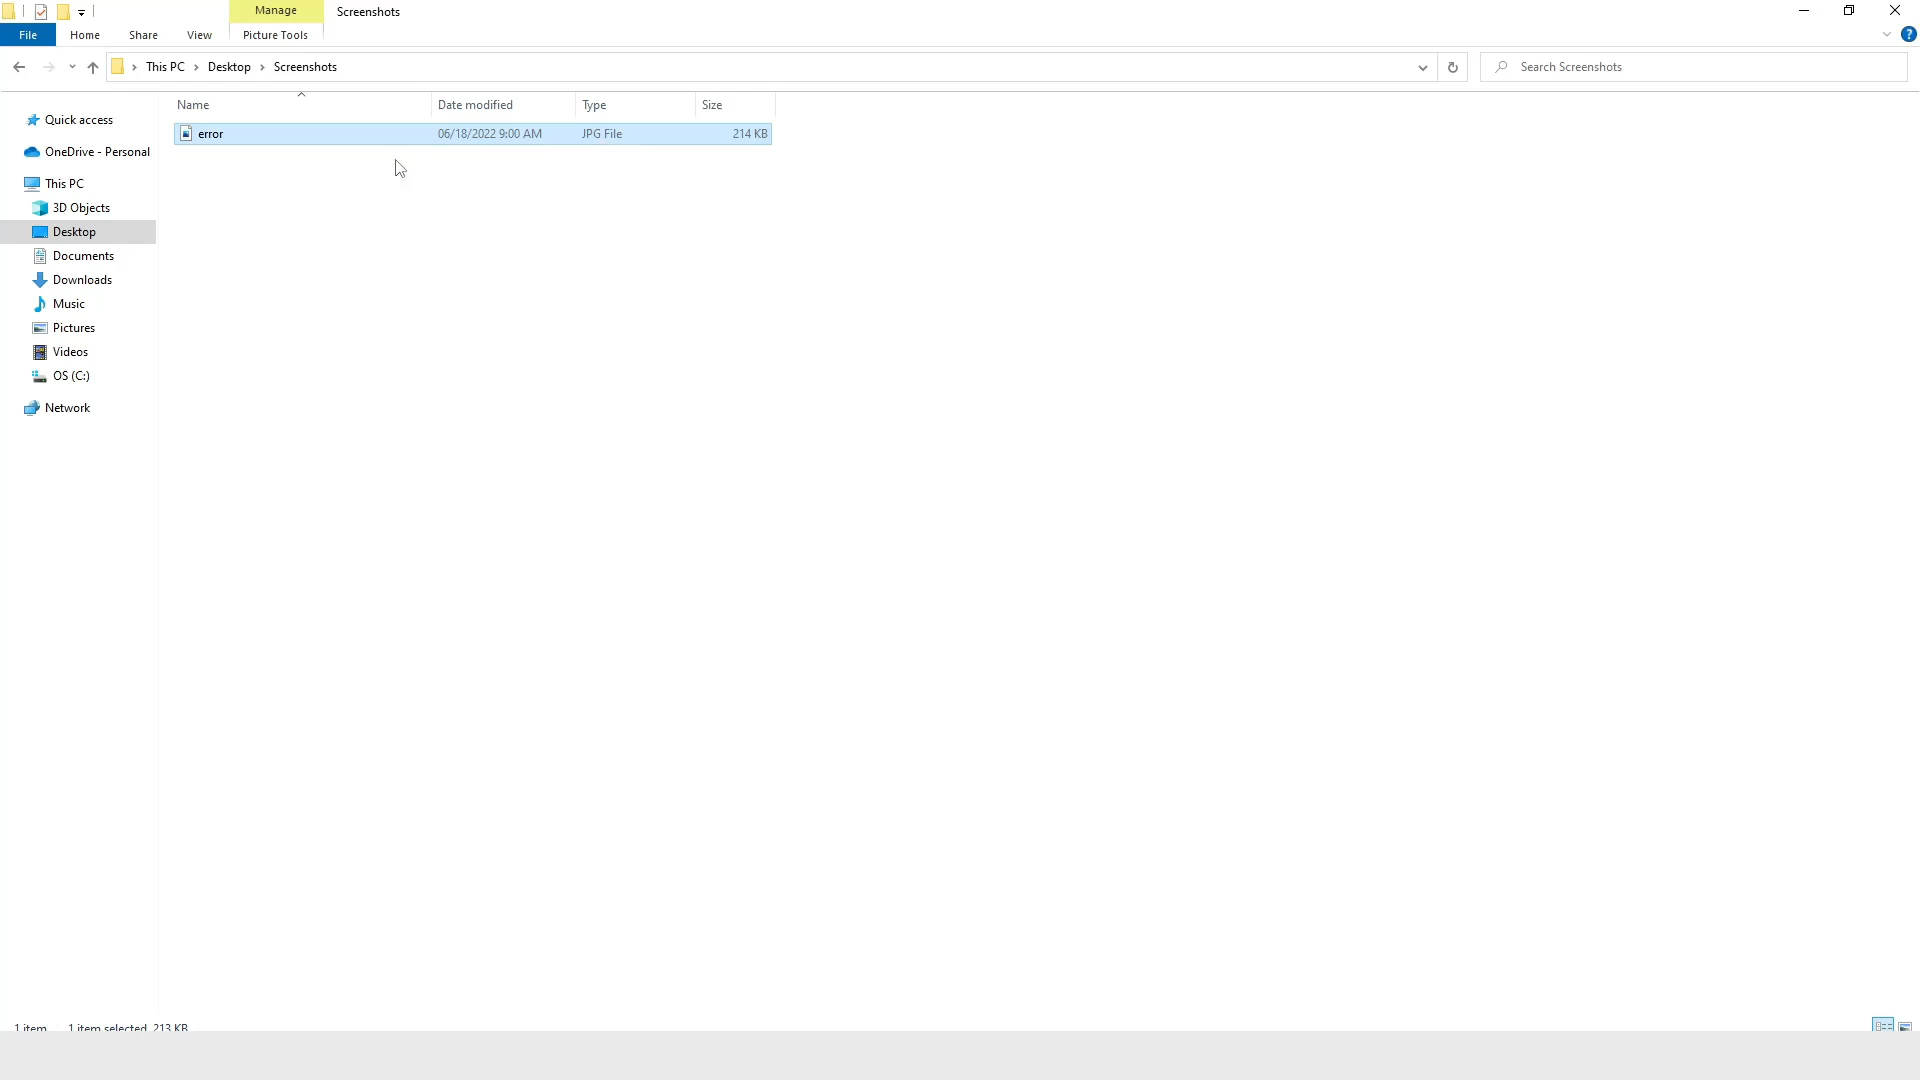 Manage
Screenshots
File
Home
Share
View
Picture Tools
?
This PC
Desktop
Screenshots
Search Screenshots
Name
Date modified
Type
Size
Quick access
OneDrive - Personal
This PC
3D Objects
Desktop
Documents
Downloads
Music
Pictures
Videos
OS (C:)
Network
error
06/18/2022 9:00 AM
JPG File
214 KB
1 item
1 item selected 213 KB